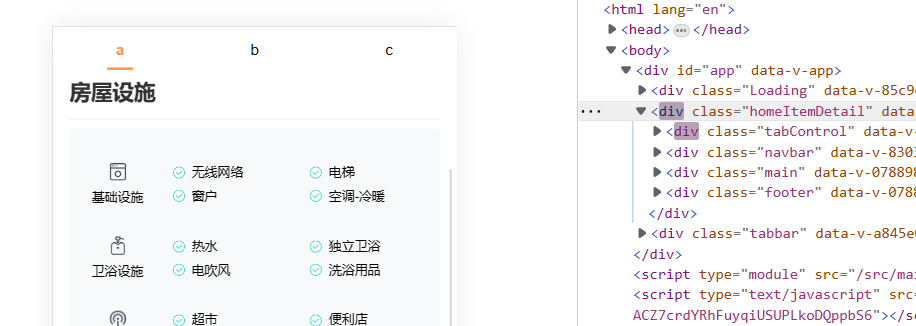 a b c
房屋设施
基础设施
无线网络 电梯
窗户 空调-冷暖
卫浴设施
热水 独立卫浴
电吹风 洗浴用品
超市 便利店
<html lang="en">
▶<head> ··· </head>
▼<body>
▼<div id="app" data-v-app>
▶<div class="Loading" data-v-85c9
··· ▼<div class="homeItemDetail" data-
▶<div class="tabControl" data-v-
▶<div class="navbar" data-v-8303
▶<div class="main" data-v-078898
▶<div class="footer" data-v-0788
</div>
▶<div class="tabbar" data-v-a845e
</div>
<script type="module" src="/src/mai
<script type="text/javascript" src=
ACZ7crdYRhFuyqiUSUPLkoDQppbS6"></s